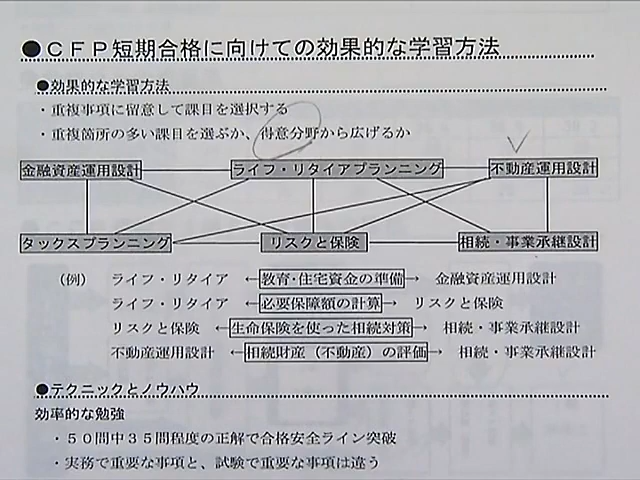 ●ＣＦＰ短期合格に向けての効果的な学習方法
●効果的な学習方法
・重複事項に留意して課目を選択する
・重複箇所の多い課目を選ぶか、得意分野から広げるか
金融資産運用設計 ライフ・リタイアプランニング 不動産運用設計
タックスプランニング リスクと保険 相続・事業承継設計
（例） ライフ・リタイア ←教育・住宅資金の準備→ 金融資産運用設計
ライフ・リタイア ←必要保障額の計算→ リスクと保険
リスクと保険 ←生命保険を使った相続対策→ 相続・事業承継設計
不動産運用設計 ←相続財産（不動産）の評価→ 相続・事業承継設計
●テクニックとノウハウ
効率的な勉強
・５０問中３５問程度の正解で合格安全ライン突破
・実務で重要な事項と、試験で重要な事項は違う